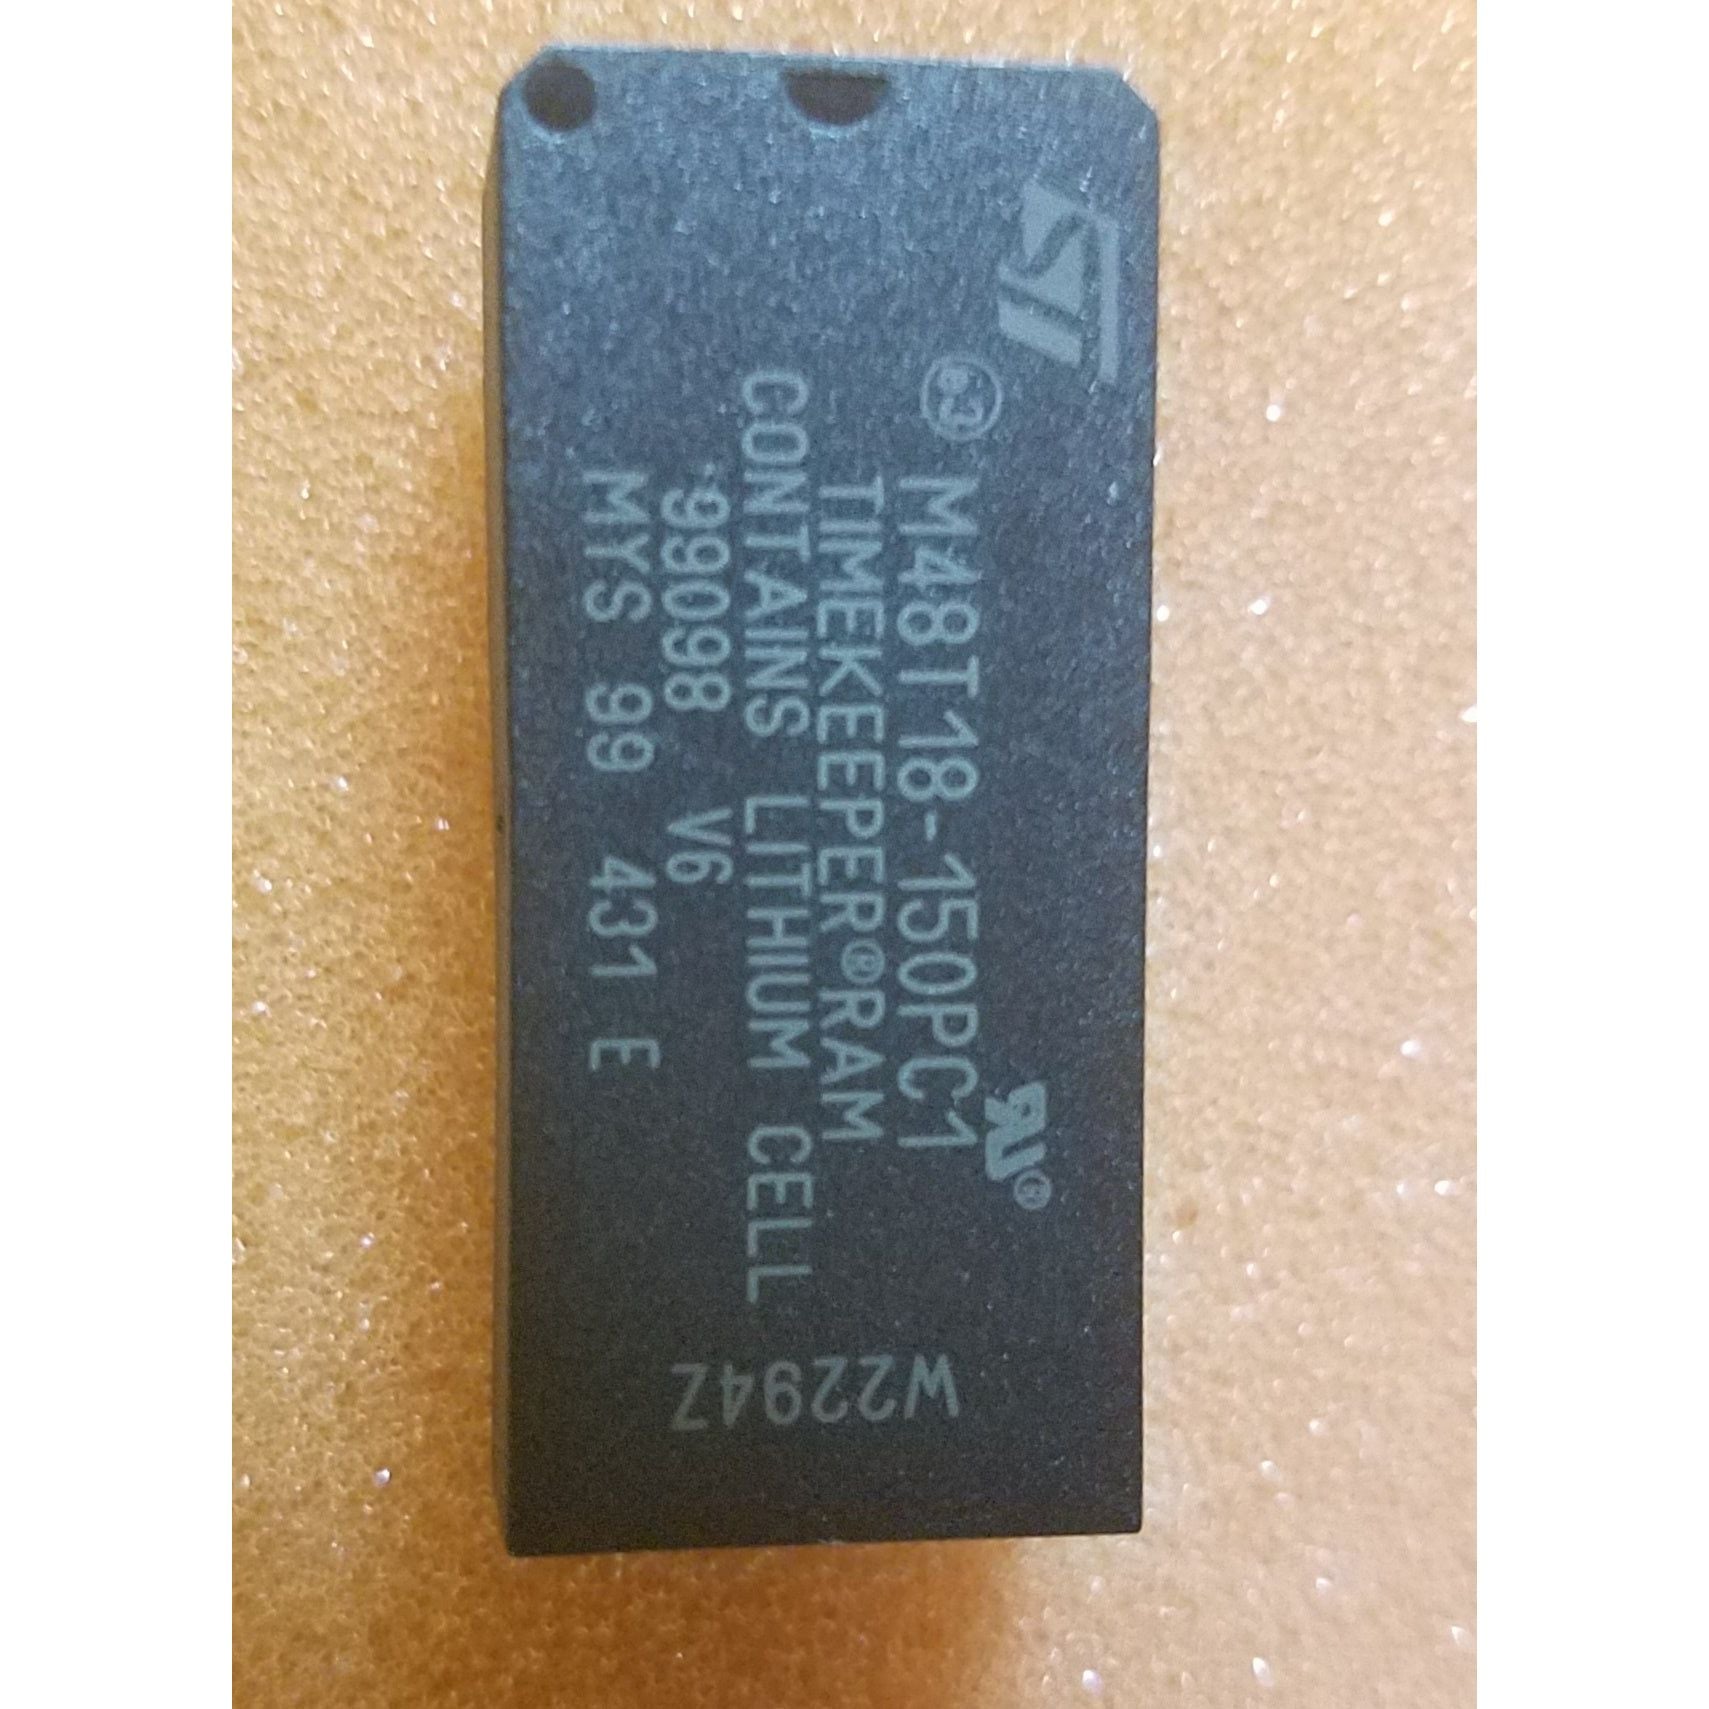 ST
M48T18-150PC1
TIMEKEEPER®RAM
CONTAINS LITHIUM CELL
99098 V6
MYS 99 431 E
W2294Z